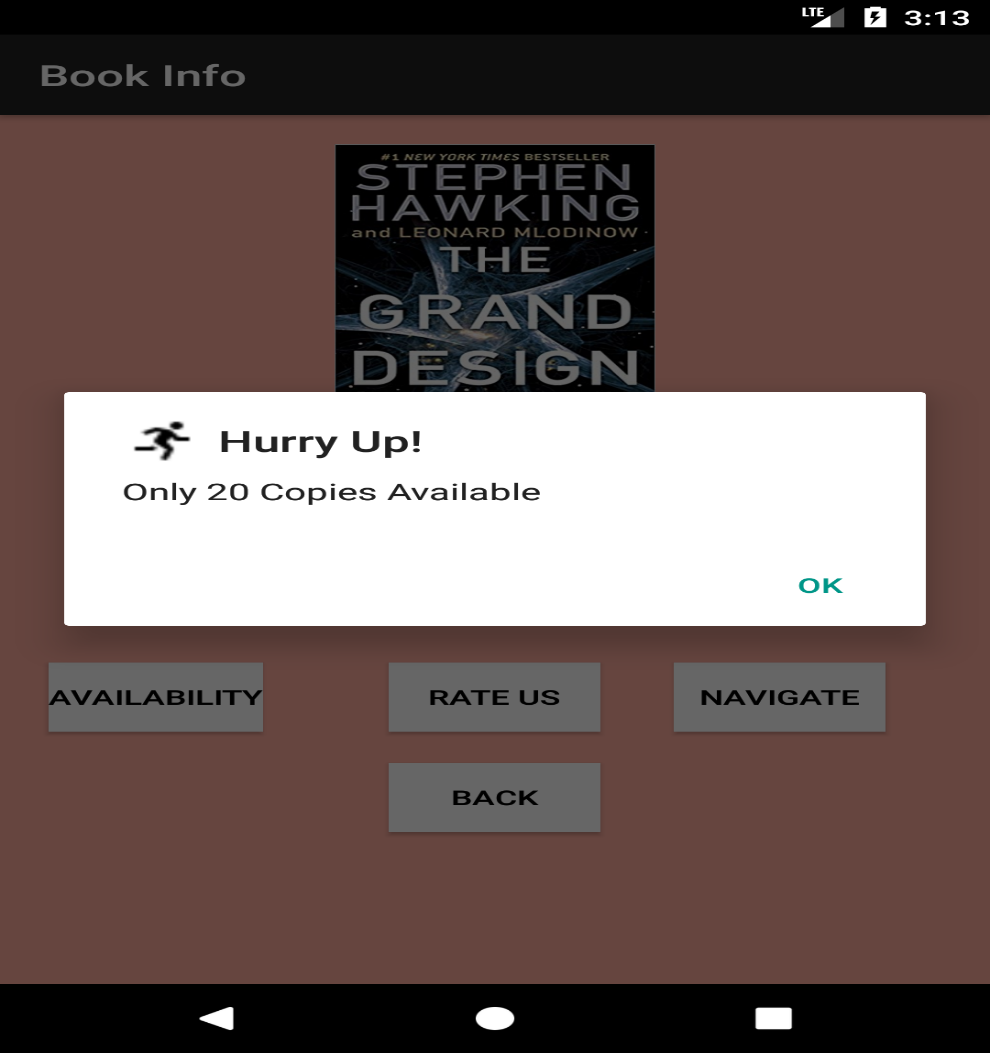 LTE 3:13
Book Info
#1 NEW YORK TIMES BESTSELLER
STEPHEN
HAWKING
and LEONARD MLODINOW
THE
GRAND
DESIGN
Hurry Up!
Only 20 Copies Available
OK
AVAILABILITY RATE US NAVIGATE
BACK